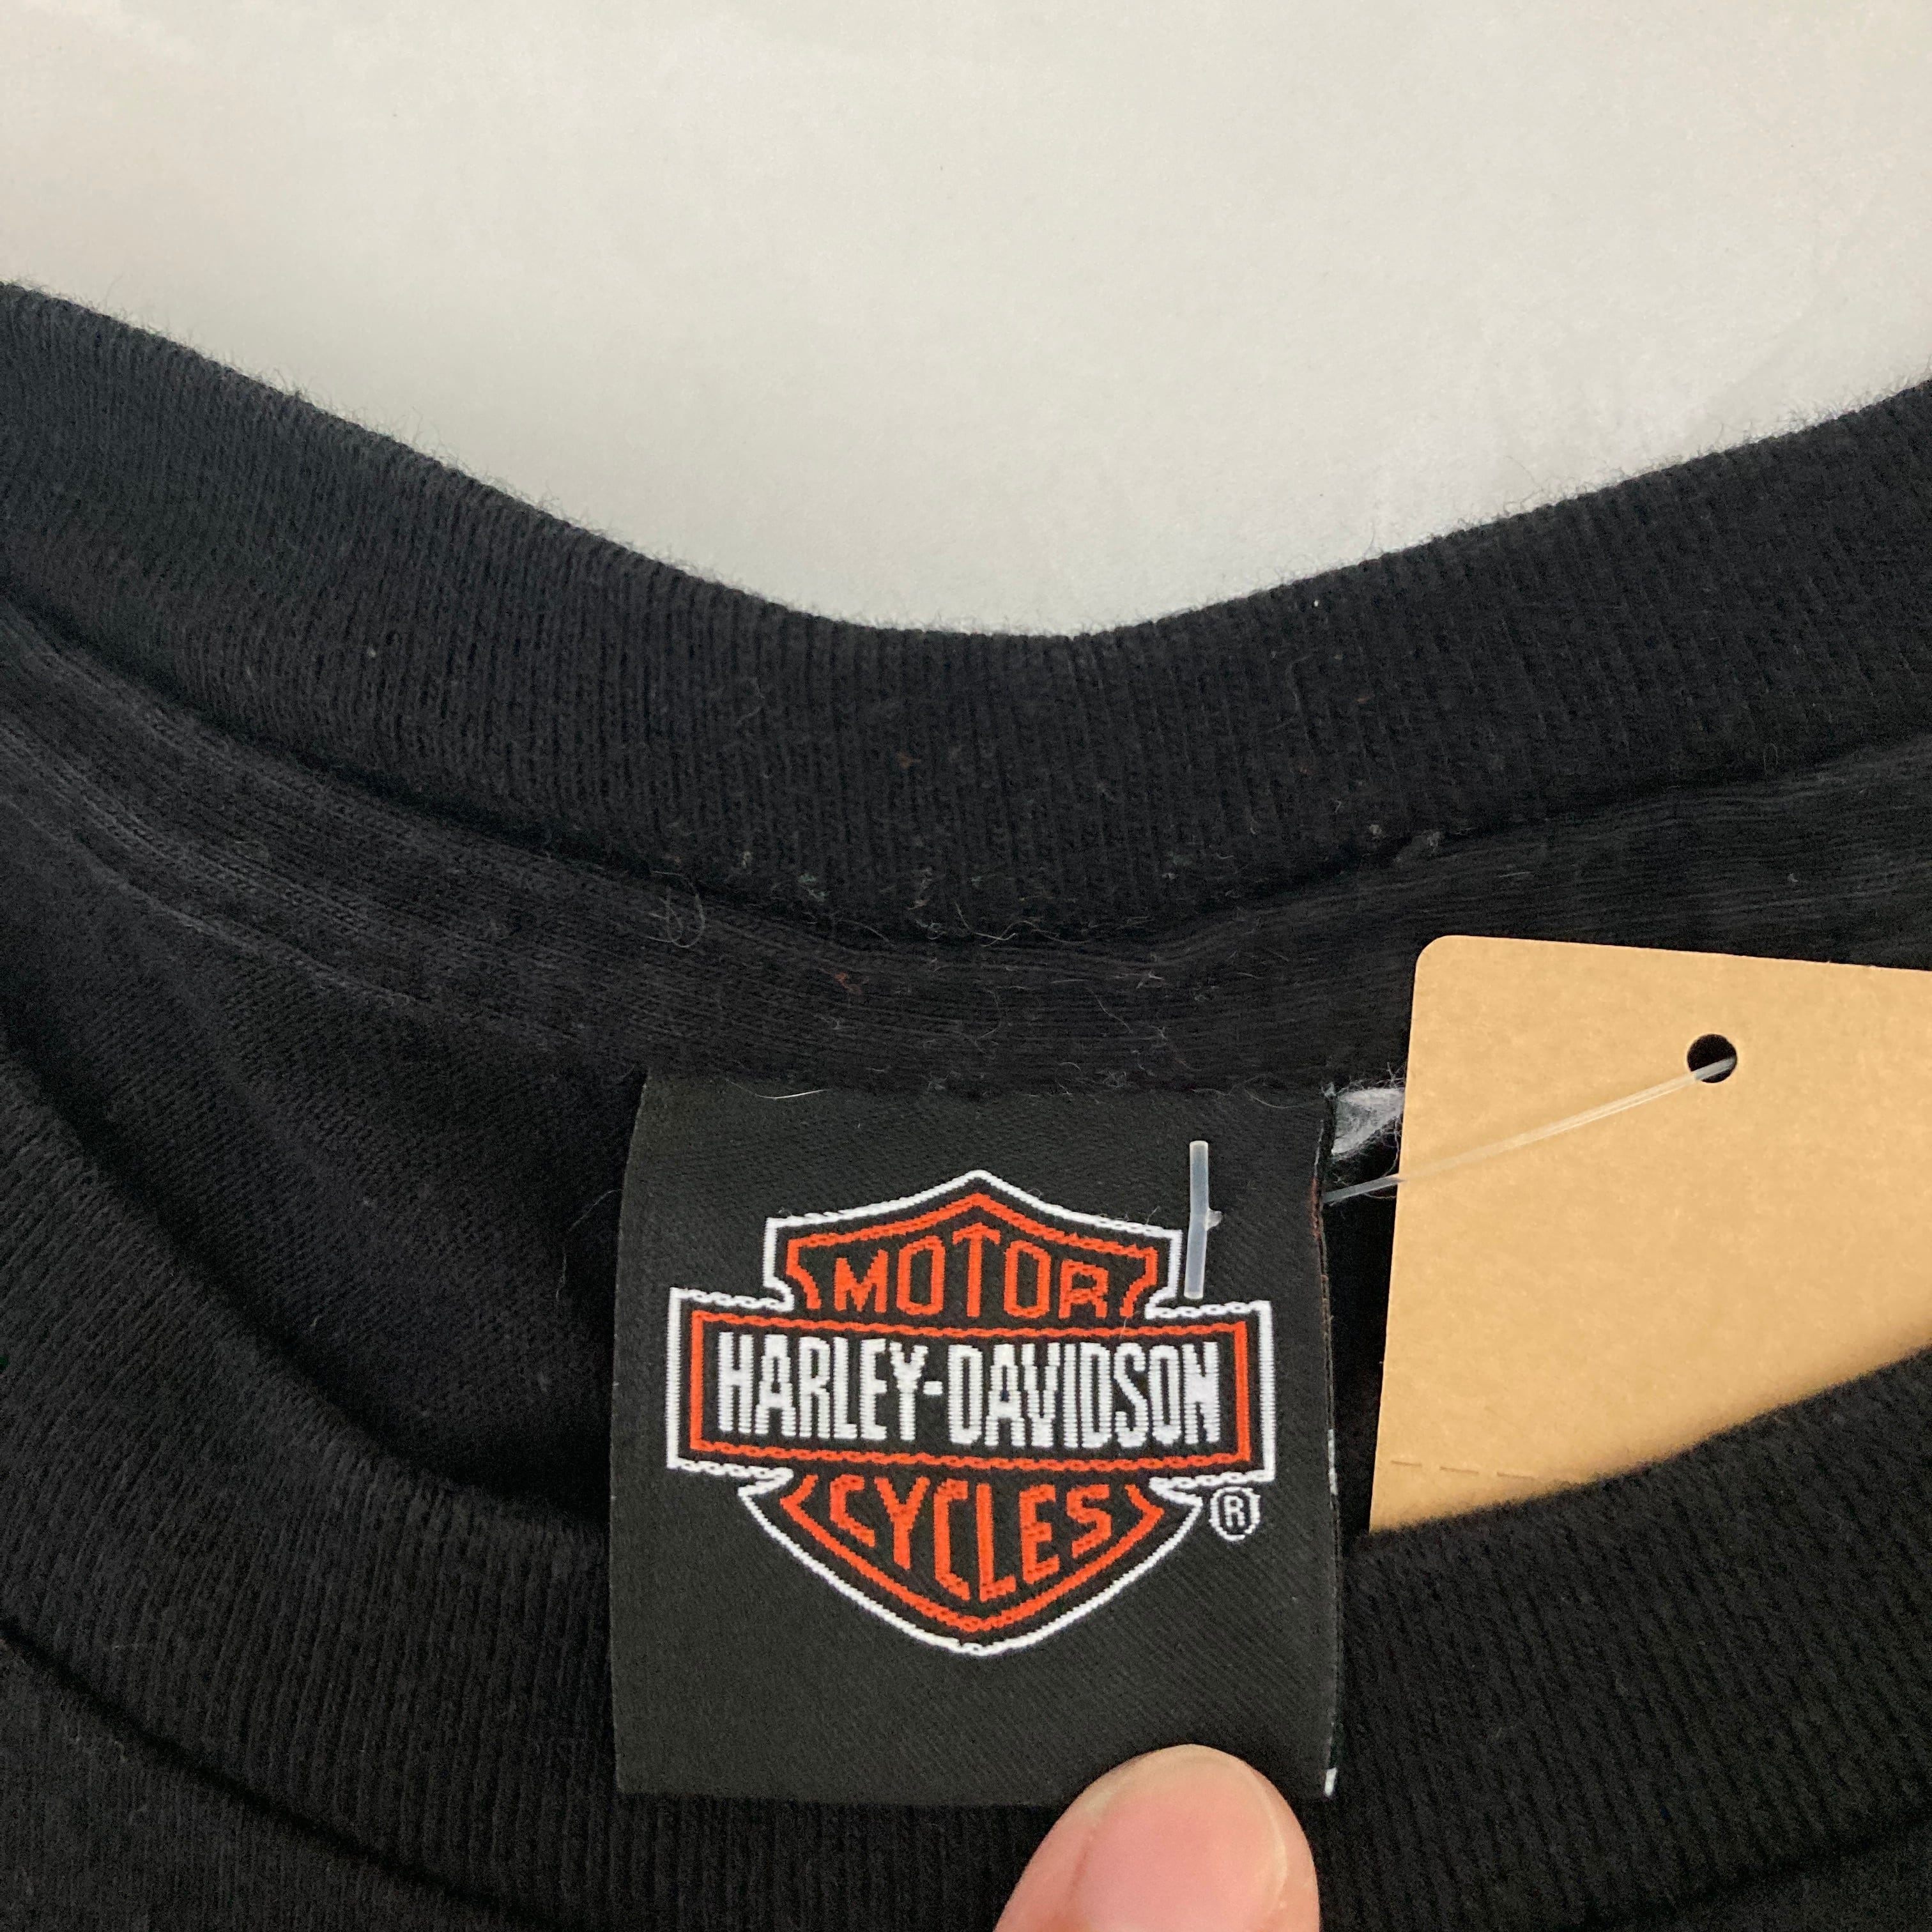 MOTOR
HARLEY-DAVIDSON
CYCLES
®